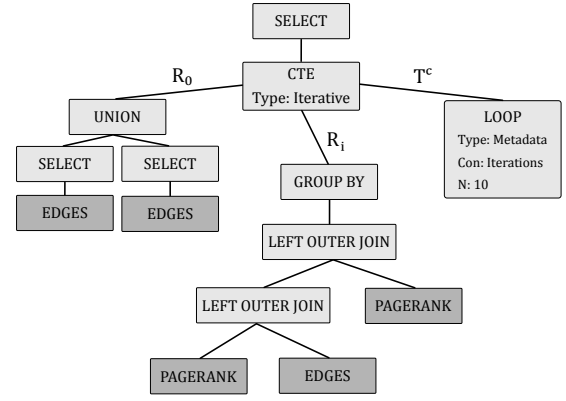 SELECT
CTE
Type: Iterative
R₀
Tᶜ
UNION
LOOP
Type: Metadata
Con: Iterations
N: 10
Rᵢ
SELECT
SELECT
GROUP BY
EDGES
EDGES
LEFT OUTER JOIN
LEFT OUTER JOIN
PAGERANK
PAGERANK
EDGES